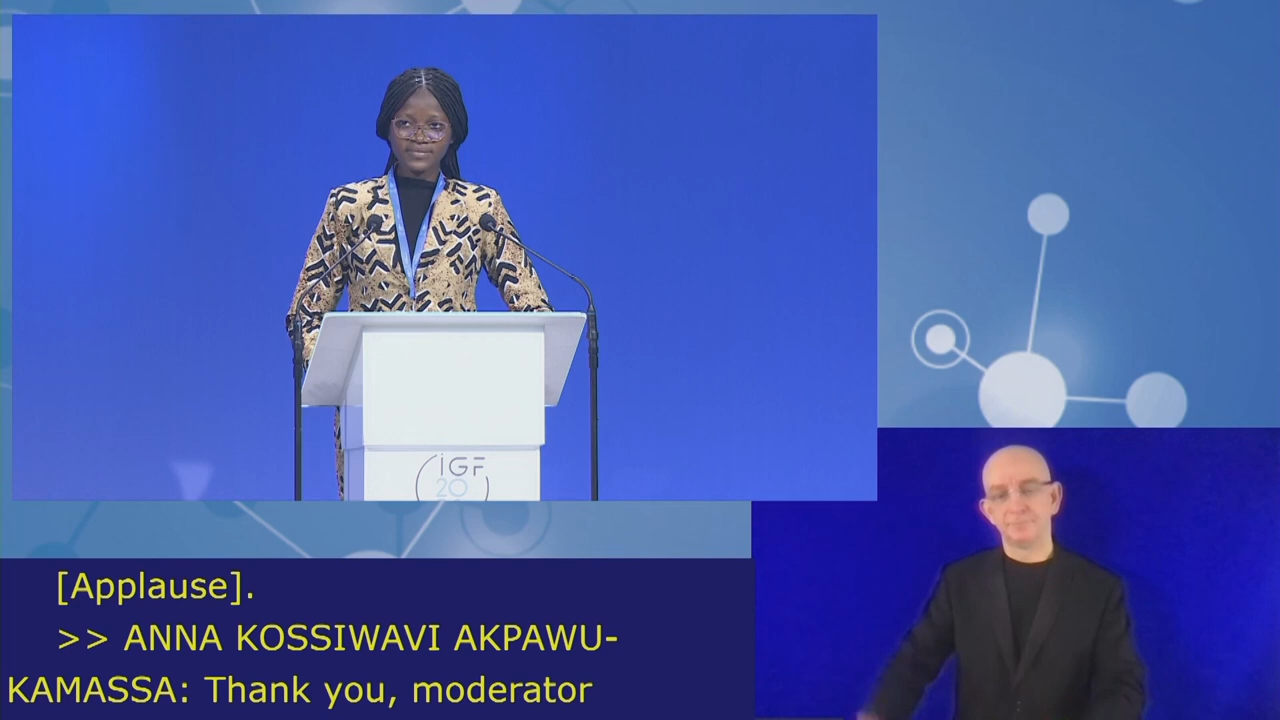 IGF
20
[Applause].
>> ANNA KOSSIWAVI AKPAWU-
KAMASSA: Thank you, moderator